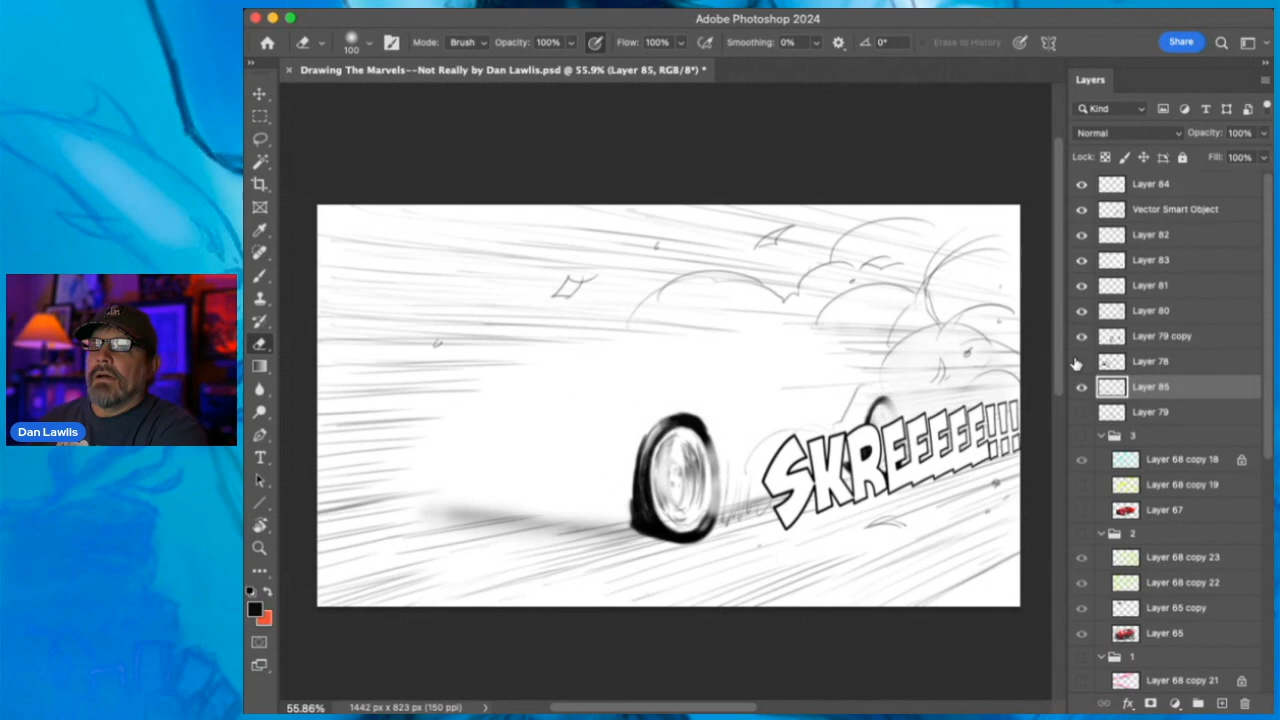 Adobe Photoshop 2024
100
Mode: Brush
Opacity: 100%
Flow: 100%
Smoothing: 0%
0°
Erase to History
Share
Drawing The Marvels--Not Really by Dan Lawlis.psd @ 55.9% (Layer 85, RGB/8*) *
Layers
Kind
Normal
Opacity: 100%
Lock:
Fill: 100%
Layer 84
Vector Smart Object
Layer 82
Layer 83
Layer 81
Layer 80
Layer 79 copy
Layer 78
Layer 85
Layer 79
3
Layer 68 copy 18
Layer 68 copy 19
Layer 67
2
Layer 68 copy 23
Layer 68 copy 22
Layer 65 copy
Layer 65
1
Layer 68 copy 21
SKREEEEE!!!
Dan Lawlis
55.86%
1442 px x 823 px (150 ppi)